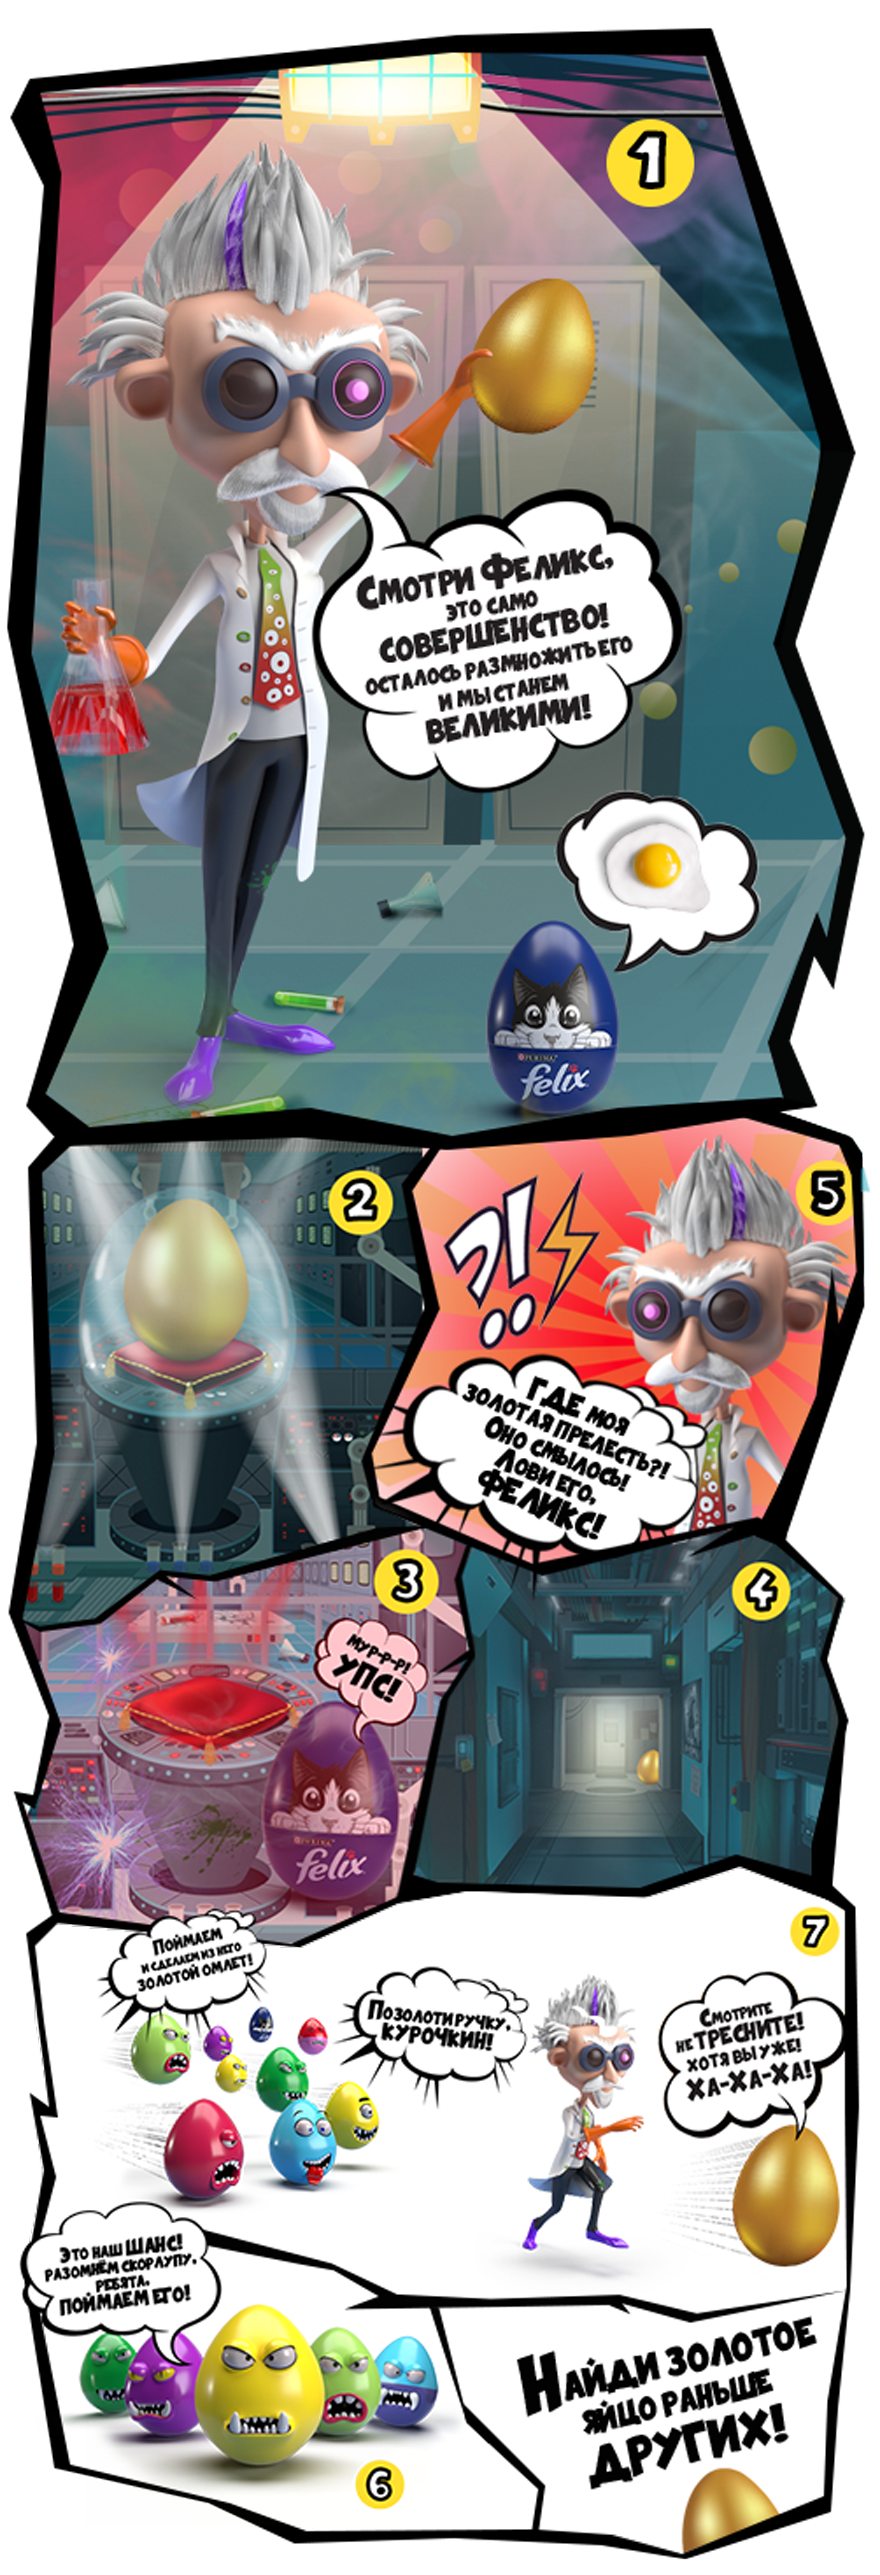 1
СМОТРИ ФЕЛИКС,
ЭТО САМО
СОВЕРШЕНСТВО!
ОСТАЛОСЬ РАЗМНОЖИТЬ ЕГО
И МЫ СТАНЕМ
ВЕЛИКИМИ!
PURINA
felix
2
5
?!
ГДЕ МОЯ
ЗОЛОТАЯ ПРЕЛЕСТЬ?!
ОНО СМЫЛОСЬ!
ЛОВИ ЕГО,
ФЕЛИКС!
3
МУР-Р-Р!
УПС!
PURINA
felix
4
7
ПОЙМАЕМ
И СДЕЛАЕМ ИЗ НЕГО
ЗОЛОТОЙ ОМЛЕТ!
ПОЗОЛОТИ РУЧКУ,
КУРОЧКИН!
СМОТРИТЕ
НЕ ТРЕСНИТЕ!
ХОТЯ ВЫ УЖЕ!
ХА-ХА-ХА!
ЭТО НАШ ШАНС!
РАЗОМНЁМ СКОРЛУПУ,
РЕБЯТА,
ПОЙМАЕМ ЕГО!
6
НАЙДИ ЗОЛОТОЕ
ЯЙЦО РАНЬШЕ
ДРУГИХ!